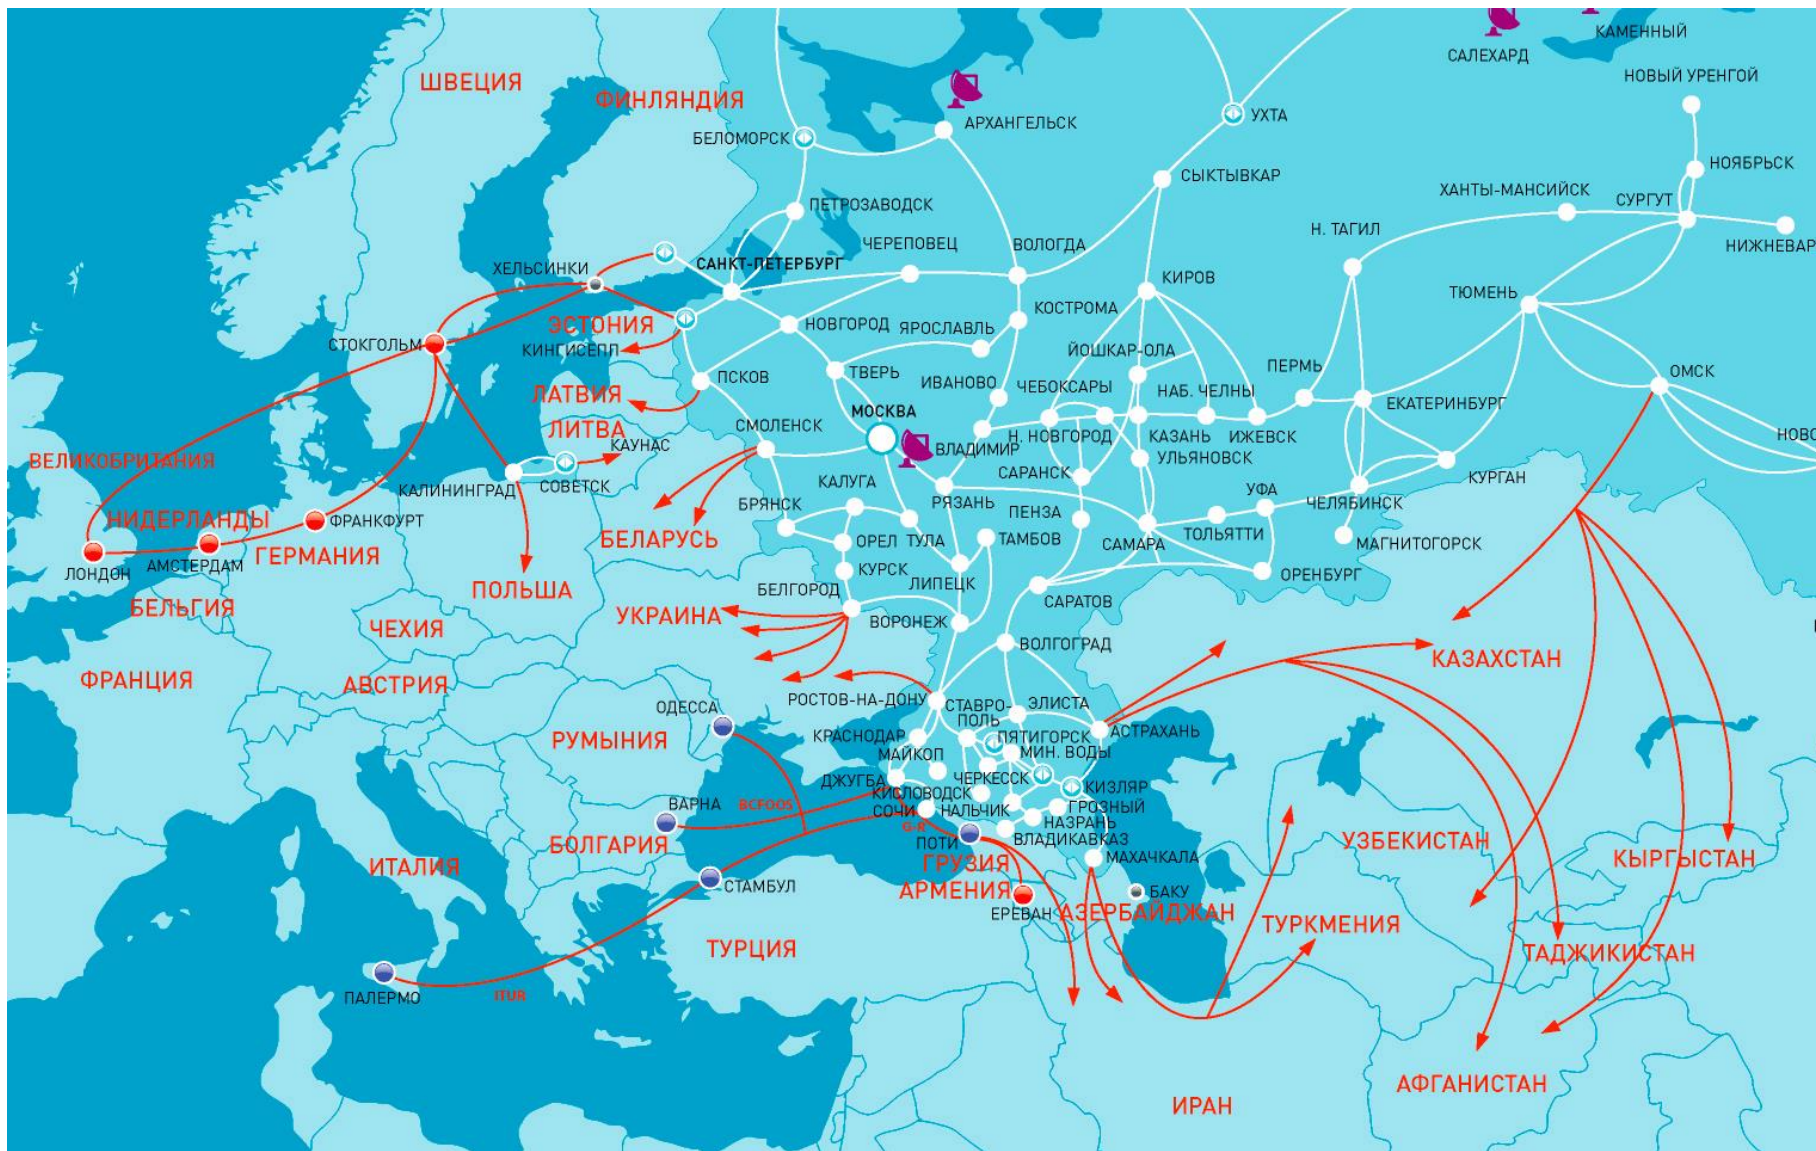 КАМЕННЫЙ
САЛЕХАРД
НОВЫЙ УРЕНГОЙ
ШВЕЦИЯ
ФИНЛЯНДИЯ
АРХАНГЕЛЬСК
УХТА
БЕЛОМОРСК
НОЯБРЬСК
СЫКТЫВКАР
ХАНТЫ-МАНСИЙСК
СУРГУТ
ПЕТРОЗАВОДСК
Н. ТАГИЛ
НИЖНЕВАР
ЧЕРЕПОВЕЦ
ВОЛОГДА
ХЕЛЬСИНКИ
САНКТ-ПЕТЕРБУРГ
КИРОВ
ТЮМЕНЬ
КОСТРОМА
ЭСТОНИЯ
НОВГОРОД
ЯРОСЛАВЛЬ
СТОКГОЛЬМ
КИНГИСЕПП
ЙОШКАР-ОЛА
ПСКОВ
ТВЕРЬ
ИВАНОВО
ЧЕБОКСАРЫ
НАБ. ЧЕЛНЫ
ПЕРМЬ
ОМСК
ЛАТВИЯ
МОСКВА
ЕКАТЕРИНБУРГ
ЛИТВА
СМОЛЕНСК
КАУНАС
ВЛАДИМИР
Н. НОВГОРОД
КАЗАНЬ
ИЖЕВСК
НОВО
ВЕЛИКОБРИТАНИЯ
УЛЬЯНОВСК
КАЛИНИНГРАД
СОВЕТСК
КАЛУГА
САРАНСК
КУРГАН
РЯЗАНЬ
УФА
ЧЕЛЯБИНСК
НИДЕРЛАНДЫ
ФРАНКФУРТ
БРЯНСК
ПЕНЗА
ТОЛЬЯТТИ
ГЕРМАНИЯ
БЕЛАРУСЬ
ОРЕЛ
ТУЛА
ТАМБОВ
САМАРА
МАГНИТОГОРСК
ЛОНДОН
АМСТЕРДАМ
КУРСК
ЛИПЕЦК
ОРЕНБУРГ
ПОЛЬША
БЕЛГОРОД
БЕЛЬГИЯ
УКРАИНА
ВОРОНЕЖ
САРАТОВ
ЧЕХИЯ
ВОЛГОГРАД
КАЗАХСТАН
ФРАНЦИЯ
АВСТРИЯ
ОДЕССА
РОСТОВ-НА-ДОНУ
СТАВРО-
ПОЛЬ
ЭЛИСТА
РУМЫНИЯ
КРАСНОДАР
ПЯТИГОРСК
АСТРАХАНЬ
МАЙКОП
МИН. ВОДЫ
ДЖУГБА
ЧЕРКЕССК
КИЗЛЯР
ВАРНА
BCFOOS
КИСЛОВОДСК
СОЧИ
НАЛЬЧИК
ГРОЗНЫЙ
G-R
НАЗРАНЬ
БОЛГАРИЯ
ПОТИ
ВЛАДИКАВКАЗ
УЗБЕКИСТАН
ИТАЛИЯ
ГРУЗИЯ
МАХАЧКАЛА
КЫРГЫСТАН
СТАМБУЛ
АРМЕНИЯ
БАКУ
ЕРЕВАН
АЗЕРБАЙДЖАН
ТУРКМЕНИЯ
ТУРЦИЯ
ТАДЖИКИСТАН
ПАЛЕРМО
ITUR
АФГАНИСТАН
ИРАН